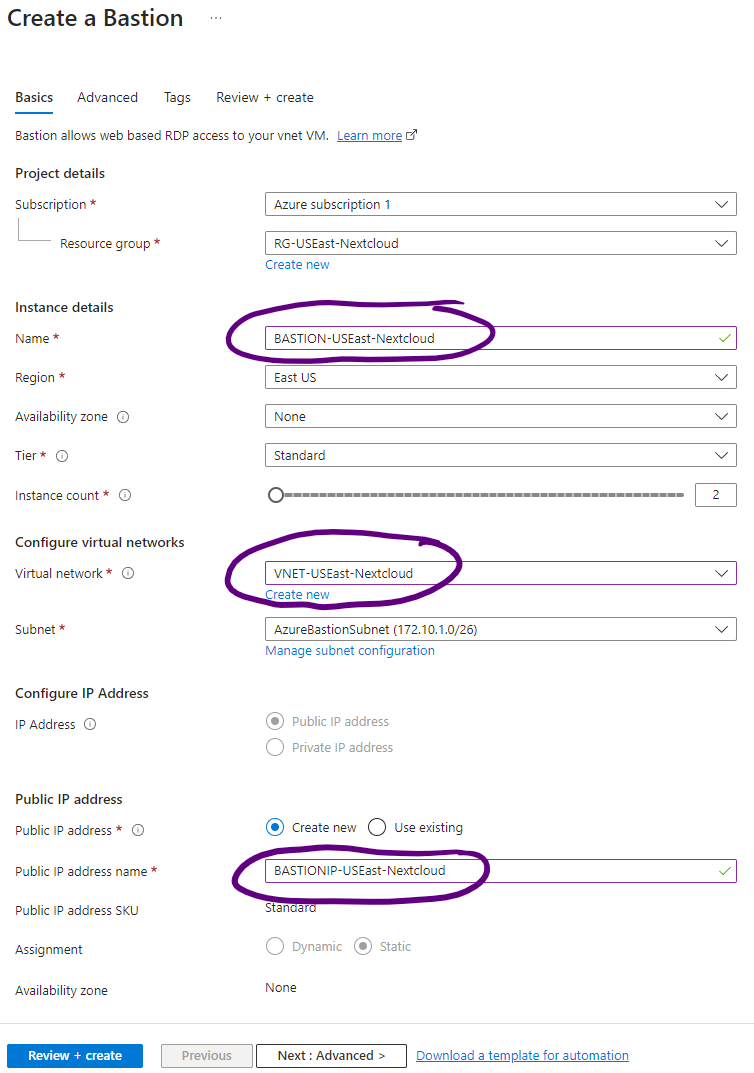 Create a Bastion ...
Basics Advanced Tags Review + create
Bastion allows web based RDP access to your vnet VM. Learn more
Project details
Subscription * Azure subscription 1
Resource group * RG-USEast-Nextcloud
Create new
Instance details
Name * BASTION-USEast-Nextcloud
Region * East US
Availability zone None
Tier * Standard
Instance count * 2
Configure virtual networks
Virtual network * VNET-USEast-Nextcloud
Create new
Subnet * AzureBastionSubnet (172.10.1.0/26)
Manage subnet configuration
Configure IP Address
IP Address Public IP address
Private IP address
Public IP address
Public IP address * Create new Use existing
Public IP address name * BASTIONIP-USEast-Nextcloud
Public IP address SKU Standard
Assignment Dynamic Static
Availability zone None
Review + create Previous Next : Advanced > Download a template for automation